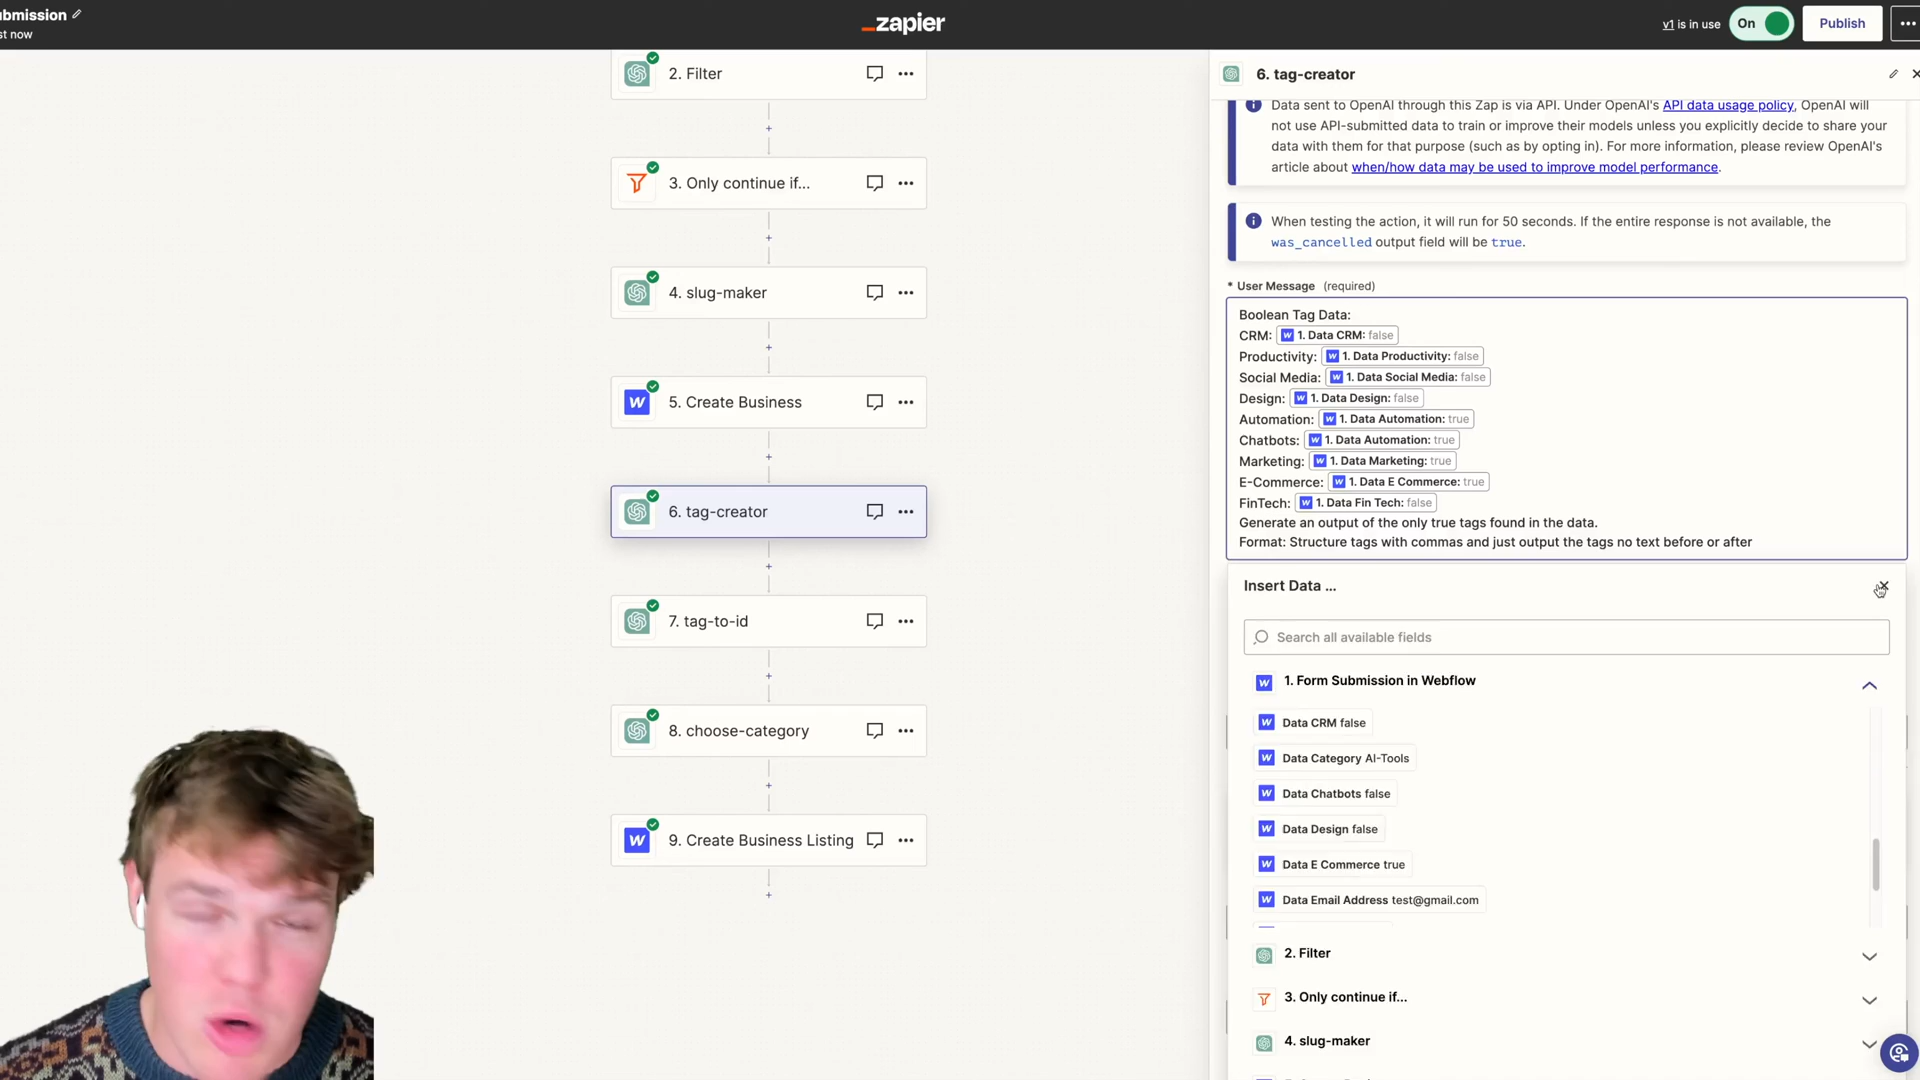 ubmission
st now
zapier
v1 is in use
On
Publish
2. Filter
3. Only continue if...
4. slug-maker
5. Create Business
6. tag-creator
7. tag-to-id
8. choose-category
9. Create Business Listing
6. tag-creator
Data sent to OpenAI through this Zap is via API. Under OpenAI's API data usage policy, OpenAI will
not use API-submitted data to train or improve their models unless you explicitly decide to share your
data with them for that purpose (such as by opting in). For more information, please review OpenAI's
article about when/how data may be used to improve model performance.
When testing the action, it will run for 50 seconds. If the entire response is not available, the
was_cancelled output field will be true.
* User Message (required)
Boolean Tag Data:
CRM: 1. Data CRM: false
Productivity: 1. Data Productivity: false
Social Media: 1. Data Social Media: false
Design: 1. Data Design: false
Automation: 1. Data Automation: true
Chatbots: 1. Data Automation: true
Marketing: 1. Data Marketing: true
E-Commerce: 1. Data E Commerce: true
FinTech: 1. Data Fin Tech: false
Generate an output of the only true tags found in the data.
Format: Structure tags with commas and just output the tags no text before or after
Insert Data ...
Search all available fields
1. Form Submission in Webflow
Data CRM false
Data Category AI-Tools
Data Chatbots false
Data Design false
Data E Commerce true
Data Email Address test@gmail.com
2. Filter
3. Only continue if...
4. slug-maker